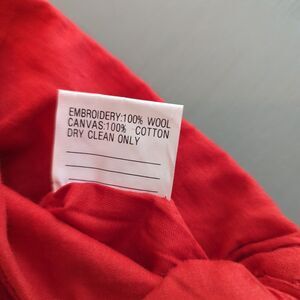 EMBROIDERY:100% WOOL
CANVAS:100% COTTON
DRY CLEAN ONLY